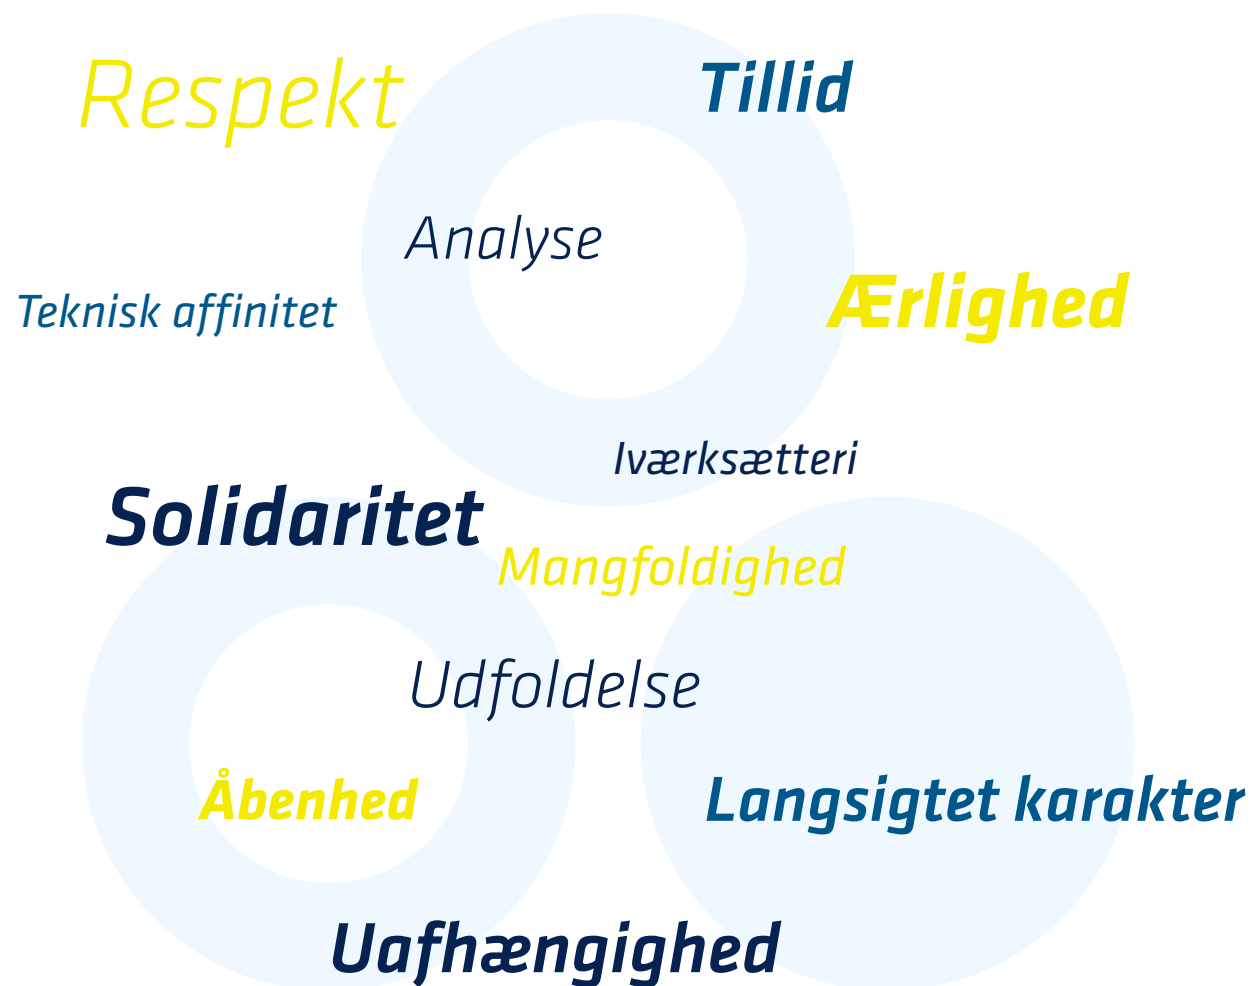 Respekt
Tillid
Analyse
Teknisk affinitet
Ærlighed
Iværksætteri
Solidaritet
Mangfoldighed
Udfoldelse
Åbenhed
Langsigtet karakter
Uafhængighed